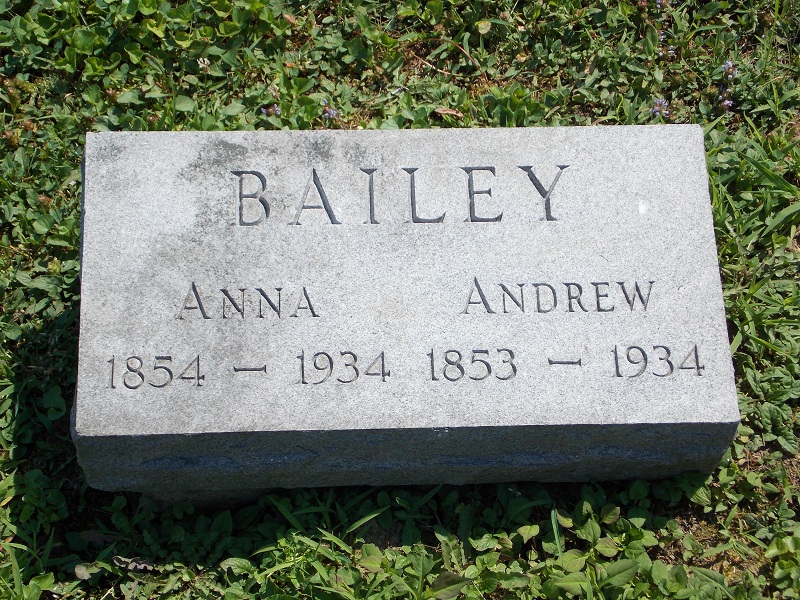 BAILEY
ANNA ANDREW
1854 – 1934 1853 – 1934